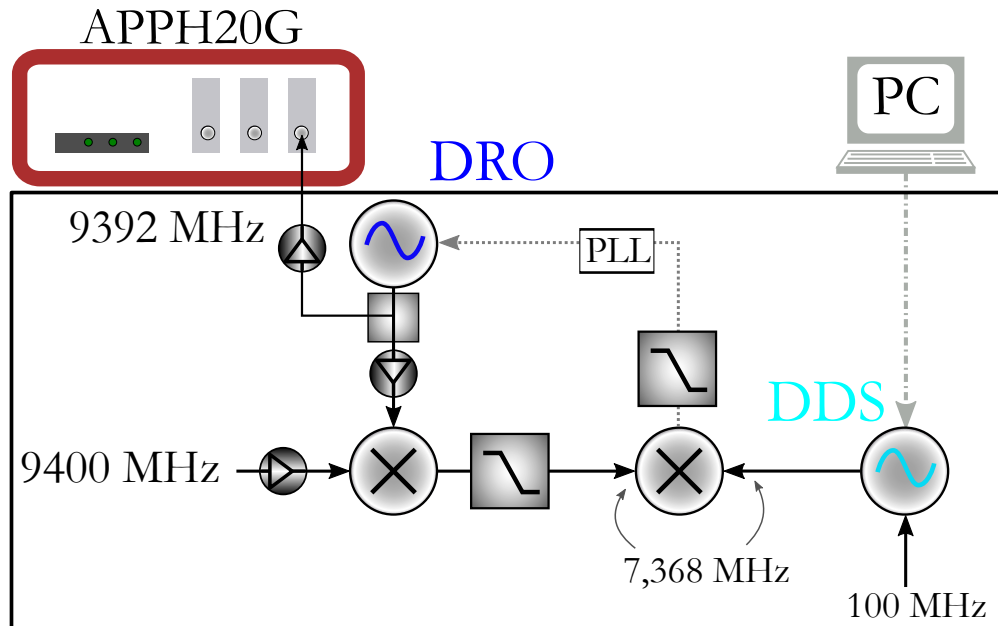 APPH20G
PC
DRO
9392 MHz
PLL
DDS
9400 MHz
7,368 MHz
100 MHz